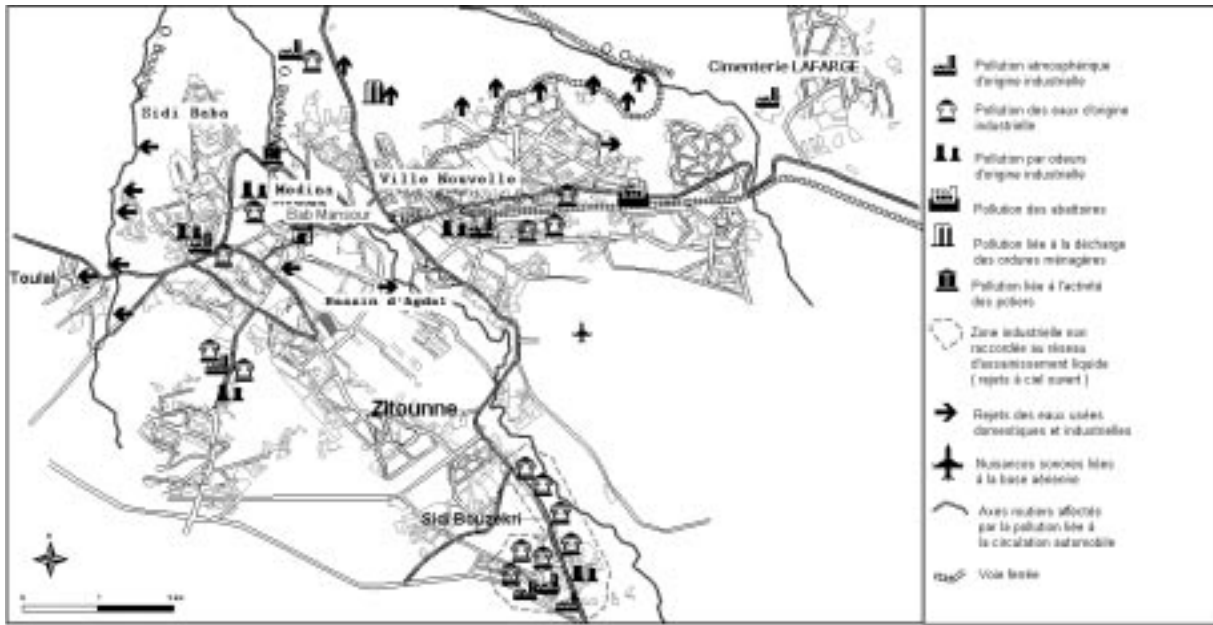 Cimenterie LAFARGE
Sidi Baba
Medina
Ville Nouvelle
Bab Mansour
Toulal
Bassin d'Agdal
Zitounne
Sidi Bouzekri
Pollution atmosphérique
d'origine industrielle
Pollution des eaux d'origine
industrielle
Pollution par odeurs
d'origine industrielle
Pollution des abattoires
Pollution liée à la décharge
des ordures ménagères
Pollution liée à l'activité
des potiers
Zone industrielle non
raccordée au réseau
d'assainissement liquide
( rejets à ciel ouvert )
Rejets des eaux usées
domestiques et industrielles
Nuisances sonores liées
à la base aérienne
Axes routiers affectés
par la pollution liée à
la circulation automobile
Voie ferrée